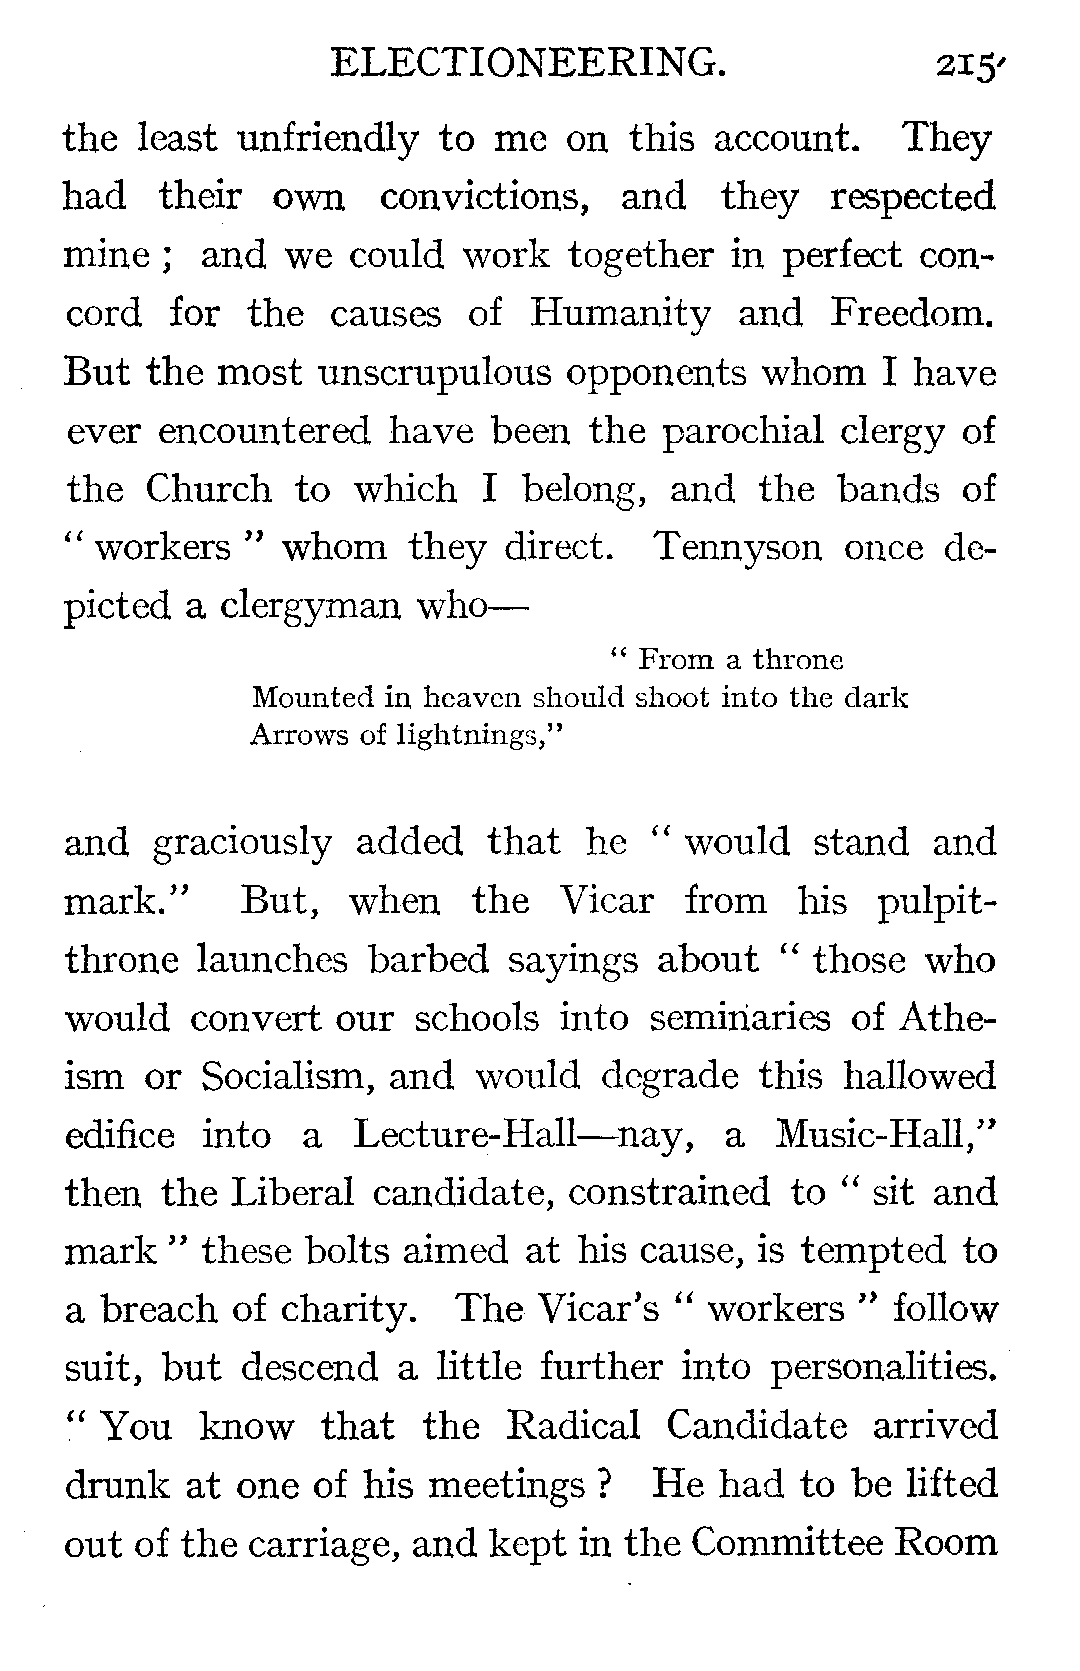 ELECTIONEERING. 215
the least unfriendly to me on this account. They
had their own convictions, and they respected
mine ; and we could work together in perfect con-
cord for the causes of Humanity and Freedom.
But the most unscrupulous opponents whom I have
ever encountered have been the parochial clergy of
the Church to which I belong, and the bands of
" workers " whom they direct. Tennyson once de-
picted a clergyman who—
" From a throne
Mounted in heaven should shoot into the dark
Arrows of lightnings,"
and graciously added that he " would stand and
mark." But, when the Vicar from his pulpit-
throne launches barbed sayings about " those who
would convert our schools into seminaries of Athe-
ism or Socialism, and would degrade this hallowed
edifice into a Lecture-Hall—nay, a Music-Hall,"
then the Liberal candidate, constrained to " sit and
mark " these bolts aimed at his cause, is tempted to
a breach of charity. The Vicar's " workers " follow
suit, but descend a little further into personalities.
" You know that the Radical Candidate arrived
drunk at one of his meetings ? He had to be lifted
out of the carriage, and kept in the Committee Room